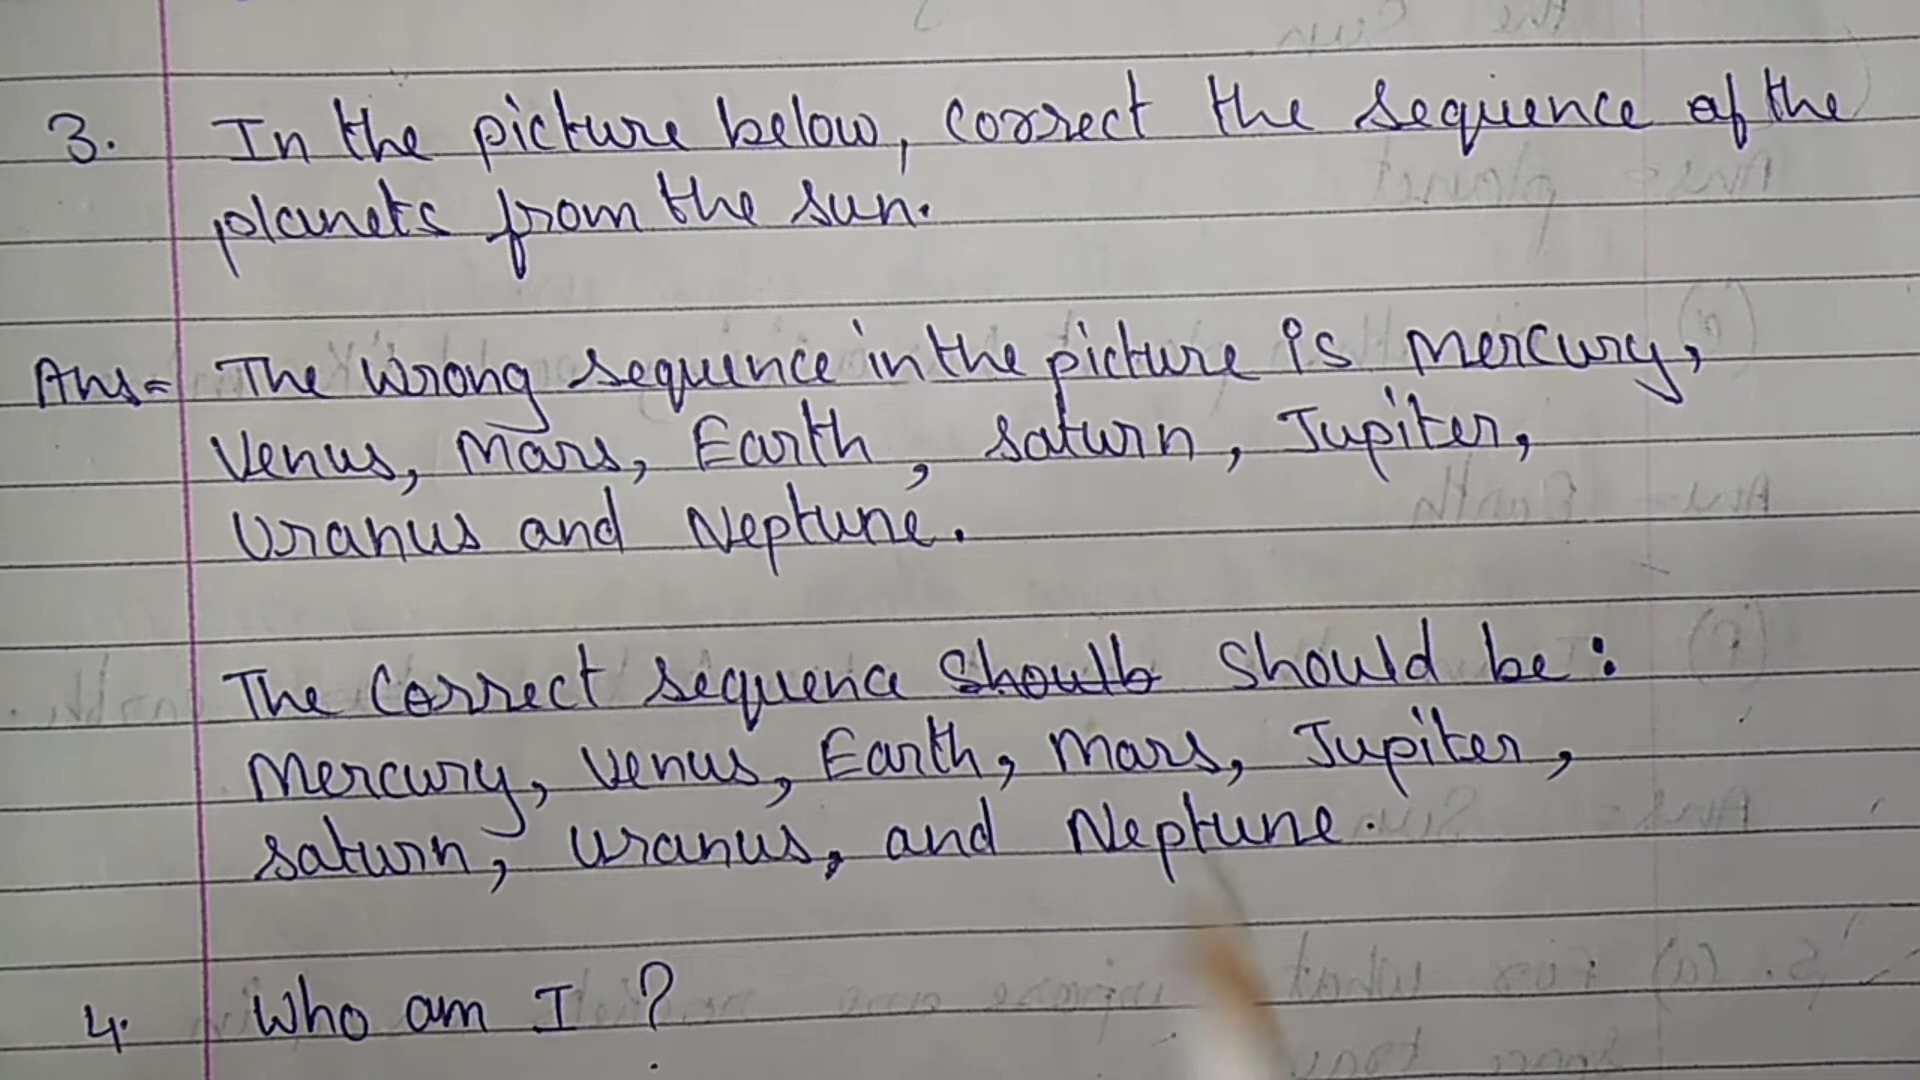 3. In the picture below, correct the sequence of the
planets from the sun.
Ans= The wrong sequence in the picture is Mercury,
Venus, Mars, Earth, Saturn, Jupiter,
Uranus and Neptune.
The correct sequence Shoulb Should be:
Mercury, Venus, Earth, Mars, Jupiter,
Saturn, Uranus, and Neptune.
4. Who am I?